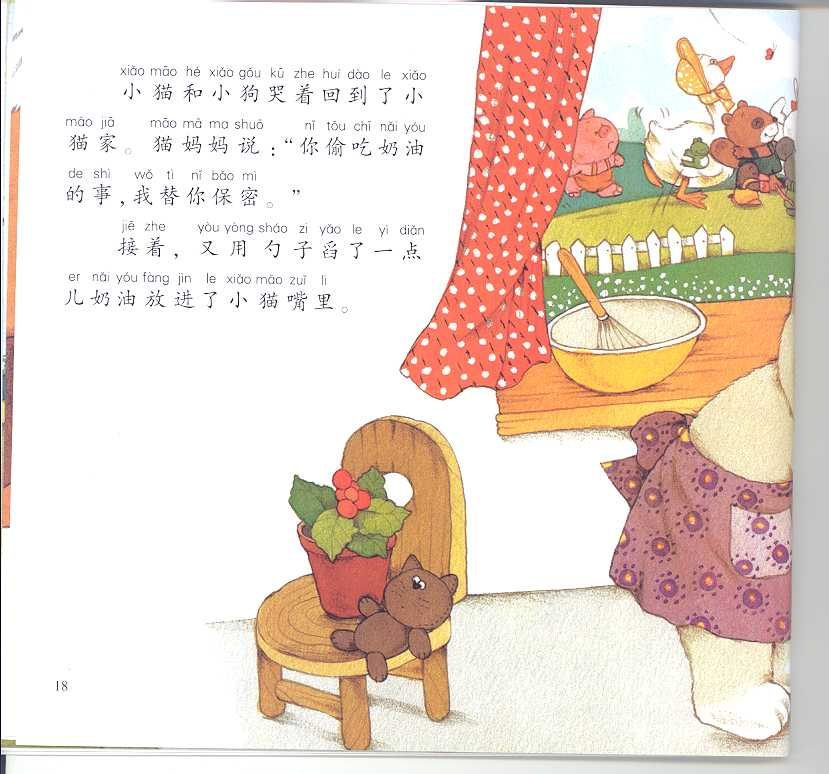 xiǎo māo hé xiǎo gǒu kū zhe huí dào le xiǎo
小猫和小狗哭着回到了小
māo jiā māo mā ma shuō nǐ tōu chī nǎi yóu
猫家。猫妈妈说：“你偷吃奶油
de shì wǒ tì nǐ bǎo mì
的事，我替你保密。”
jiē zhe yòu yòng sháo zi yǎo le yì diǎn
接着，又用勺子舀了一点
er nǎi yóu fàng jìn le xiǎo māo zuǐ li
儿奶油放进了小猫嘴里。
18